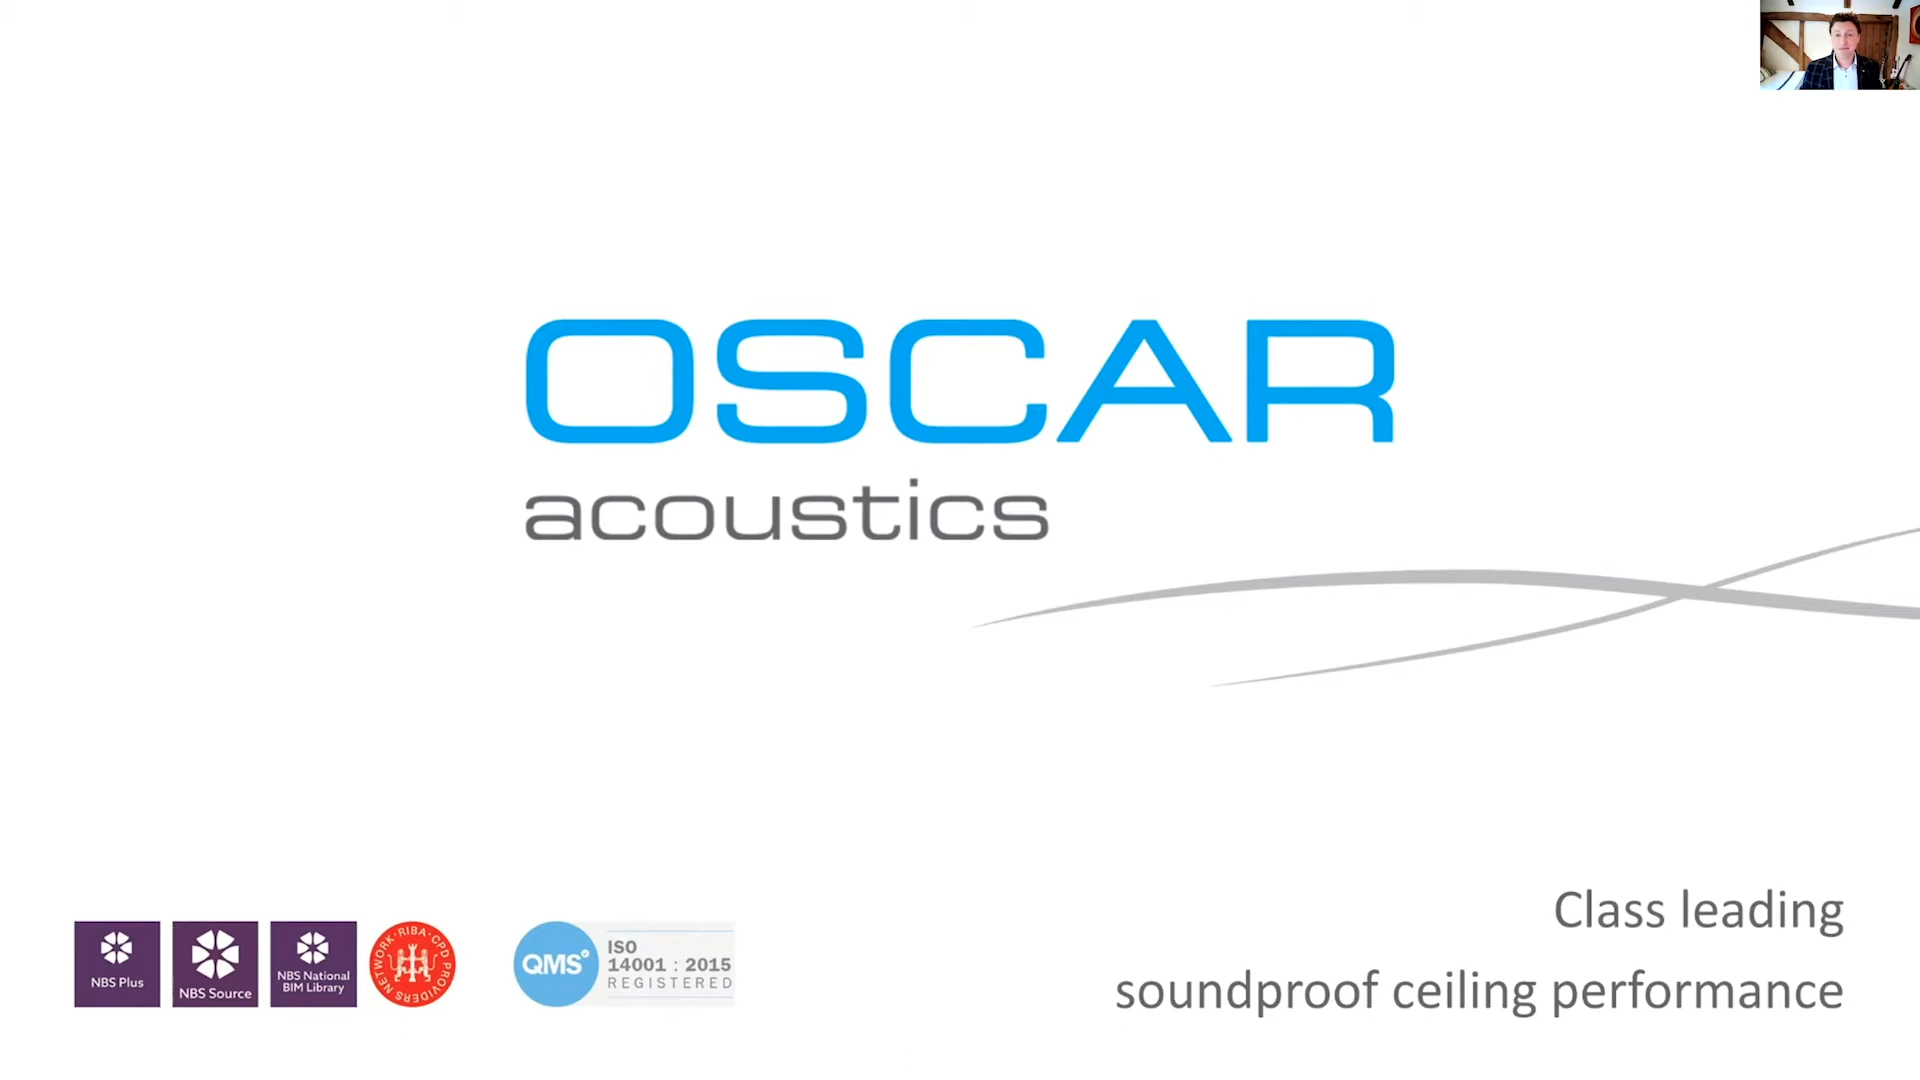 OSCAR
acoustics
NBS Plus
NBS Source
NBS National
BIM Library
RIBA · CPD PROVIDERS NETWORK ·
QMS
ISO
14001 : 2015
REGISTERED
Class leading
soundproof ceiling performance